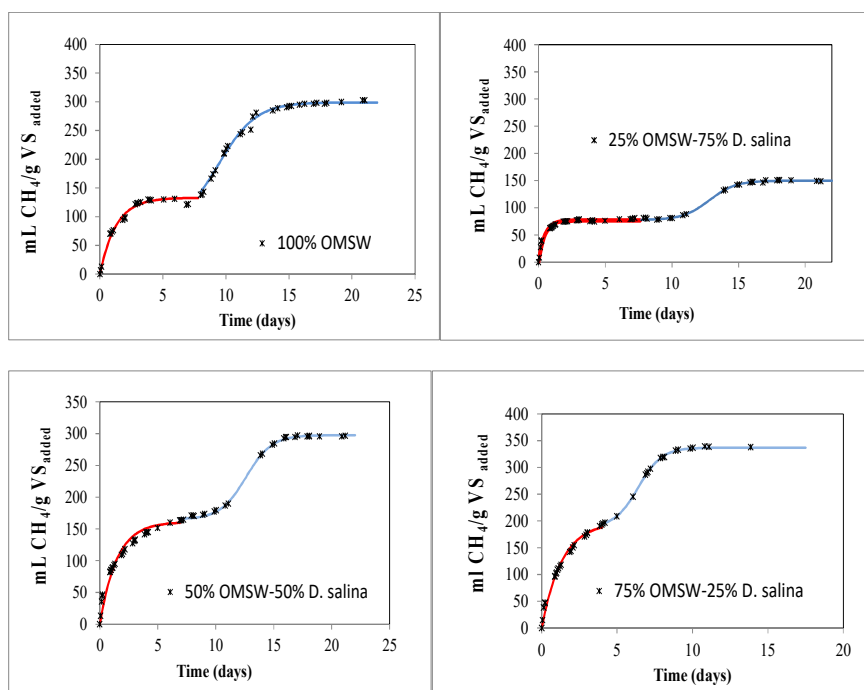 400
350
300
250
200
150
100
50
0
mL CH4/g VS added
100% OMSW
0 5 10 15 20 25
Time (days)
400
350
300
250
200
150
100
50
0
mL CH4/g VS added
25% OMSW-75% D. salina
0 5 10 15 20
Time (days)
350
300
250
200
150
100
50
0
mL CH4/g VSadded
50% OMSW-50% D. salina
0 5 10 15 20 25
Time (days)
400
350
300
250
200
150
100
50
0
ml CH4/g VSadded
75% OMSW-25% D. salina
0 5 10 15 20
Time (days)